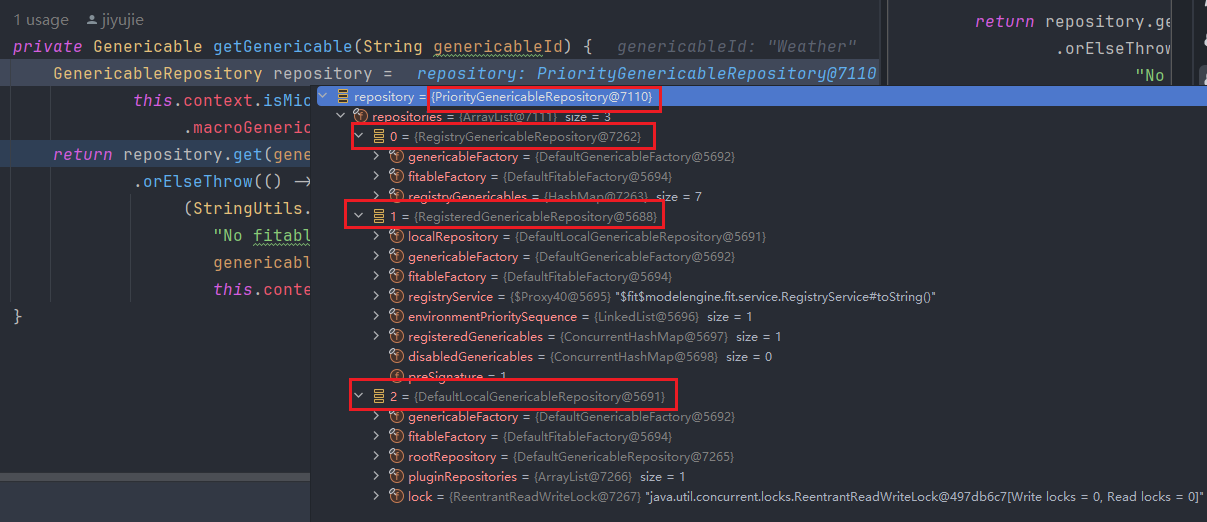 1 usage jiyujie
private Genericable getGenericable(String genericableId) { genericableId: "Weather"
GenericableRepository repository = repository: PriorityGenericableRepository@7110
this.context.isMic
.macroGeneric
return repository.get(gene
.orElseThrow(() ->
(StringUtils.
"No fitabl
genericabl
this.conte
}
return repository.ge
.orElseThrow
"No
repository = {PriorityGenericableRepository@7110}
repositories = {ArrayList@7111} size = 3
0 = {RegistryGenericableRepository@7262}
genericableFactory = {DefaultGenericableFactory@5692}
fitableFactory = {DefaultFitableFactory@5694}
registryGenericables = {HashMap@7263} size = 7
1 = {RegisteredGenericableRepository@5688}
localRepository = {DefaultLocalGenericableRepository@5691}
genericableFactory = {DefaultGenericableFactory@5692}
fitableFactory = {DefaultFitableFactory@5694}
registryService = {$Proxy40@5695} "$fit$modelengine.fit.service.RegistryService#toString()"
environmentPrioritySequence = {LinkedList@5696} size = 1
registeredGenericables = {ConcurrentHashMap@5697} size = 1
disabledGenericables = {ConcurrentHashMap@5698} size = 0
preSignature = 1
2 = {DefaultLocalGenericableRepository@5691}
genericableFactory = {DefaultGenericableFactory@5692}
fitableFactory = {DefaultFitableFactory@5694}
rootRepository = {DefaultGenericableRepository@7265}
pluginRepositories = {ArrayList@7266} size = 1
lock = {ReentrantReadWriteLock@7267} "java.util.concurrent.locks.ReentrantReadWriteLock@497db6c7[Write locks = 0, Read locks = 0]"